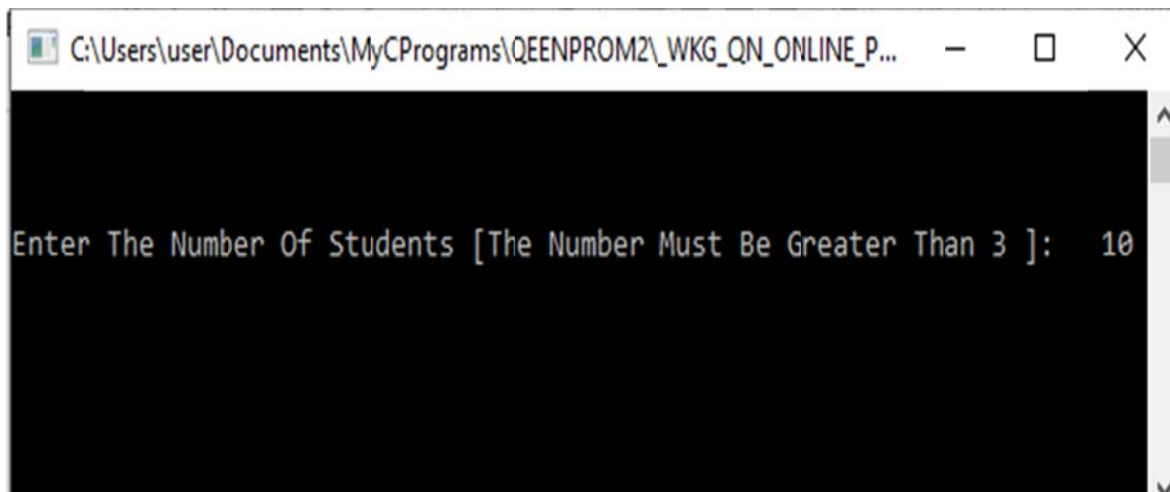 C:\Users\user\Documents\MyCPrograms\QEENPROM2\_WKG_QN_ONLINE_P...
Enter The Number Of Students [The Number Must Be Greater Than 3 ]:   10